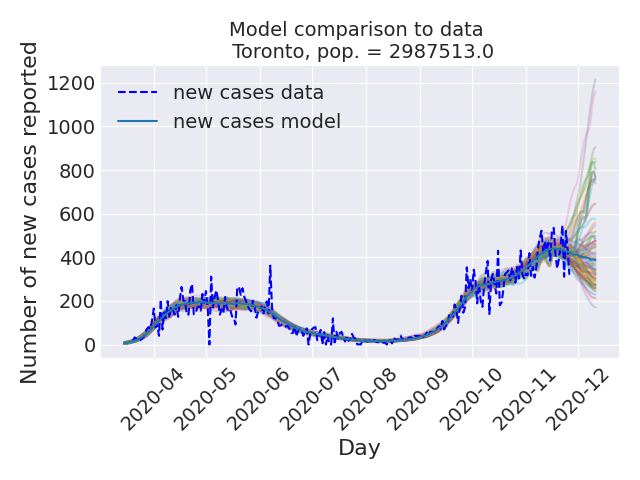 Model comparison to data
Toronto, pop. = 2987513.0
new cases data
new cases model
Number of new cases reported
1200
1000
800
600
400
200
0
2020-04
2020-05
2020-06
2020-07
2020-08
2020-09
2020-10
2020-11
2020-12
Day